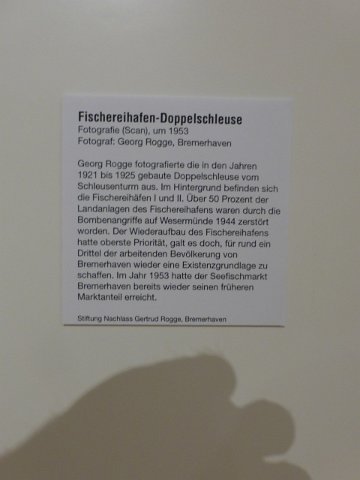 Fischereihafen-Doppelschleuse
Fotografie (Scan), um 1953
Fotograf: Georg Rogge, Bremerhaven
Georg Rogge fotografierte die in den Jahren
1921 bis 1925 gebaute Doppelschleuse vom
Schleusenturm aus. Im Hintergrund befinden sich
die Fischereihäfen I und II. Über 50 Prozent der
Landanlagen des Fischereihafens waren durch die
Bombenangriffe auf Wesermünde 1944 zerstört
worden. Der Wiederaufbau des Fischereihafens
hatte oberste Priorität, galt es doch, für rund ein
Drittel der arbeitenden Bevölkerung von
Bremerhaven wieder eine Existenzgrundlage zu
schaffen. Im Jahr 1953 hatte der Seefischmarkt
Bremerhaven bereits wieder seinen früheren
Marktanteil erreicht.
Stiftung Nachlass Gertrud Rogge, Bremerhaven